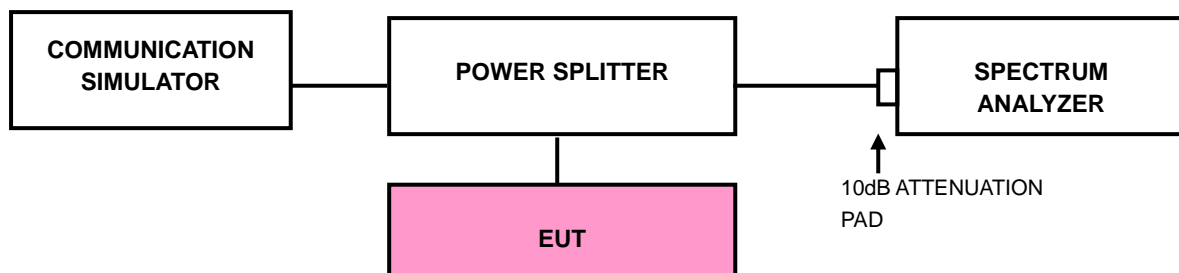 COMMUNICATION
SIMULATOR
POWER SPLITTER
SPECTRUM
ANALYZER
10dB ATTENUATION
PAD
EUT